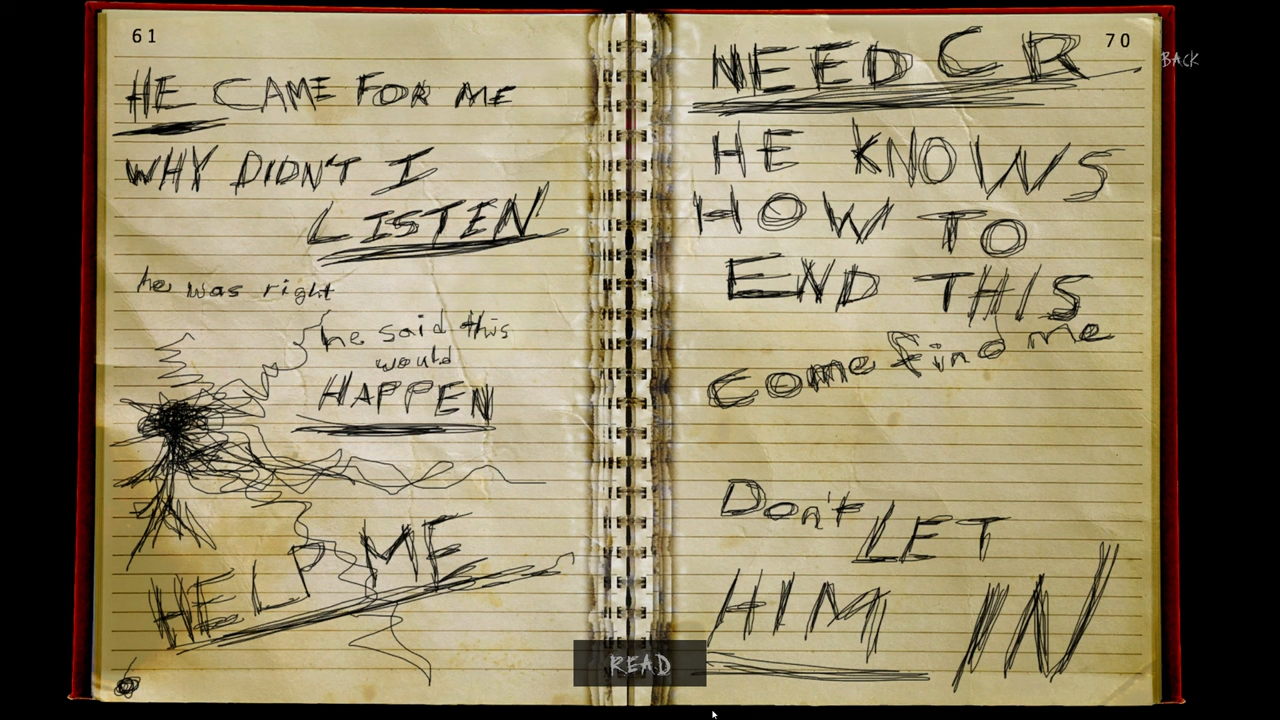 61
HE CAME FOR ME
WHY DIDN'T I
LISTEN
he was right
he said this
would
HAPPEN
HELP ME
70
NEED CR
HE KNOWS
HOW TO
END THIS
come find me
Don't LET
HIM IN
BACK
READ